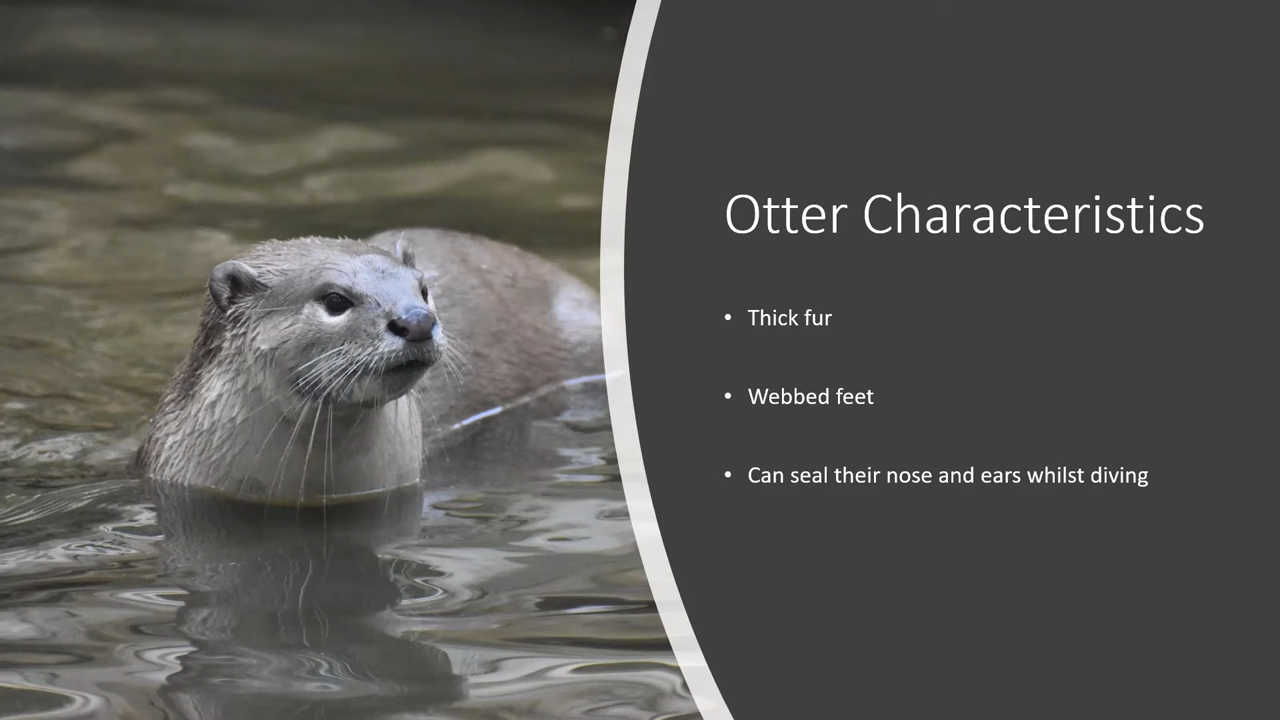 Otter Characteristics
• Thick fur
• Webbed feet
• Can seal their nose and ears whilst diving